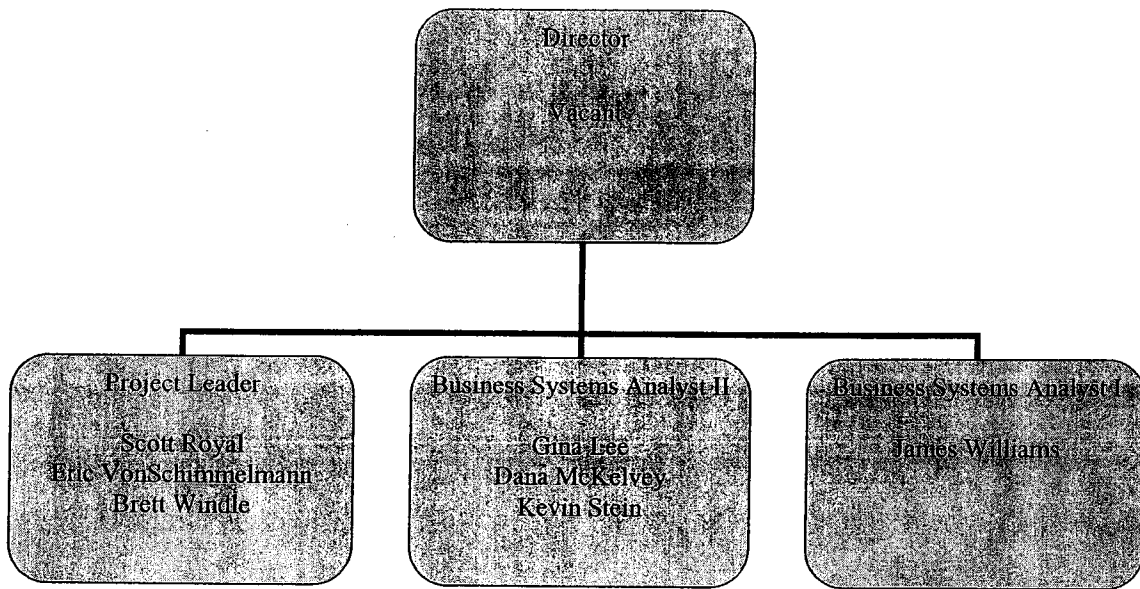 Director
Vacant
Project Leader
Scott Royal
Eric VonSchimmelmann
Brett Windle
Business Systems Analyst II
Gina Lee
Dana McKelvey
Kevin Stein
Business Systems Analyst I
James Williams